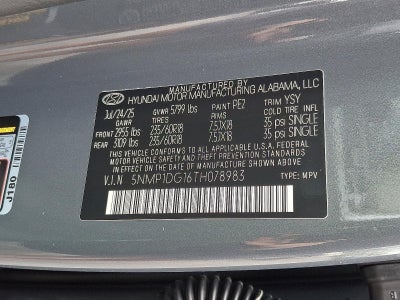 MANUFACTURED BY
HYUNDAI MOTOR MANUFACTURING ALABAMA, LLC
Jul/24/25 GVWR 5799 lbs PAINT PE2 TRIM YSY
GAWR TIRES RIMS COLD TIRE INFL
FRONT 2955 lbs 235/60R18 7.5JX18 35 psi SINGLE
REAR 3109 lbs 235/60R18 7.5JX18 35 psi SINGLE
THIS VEHICLE CONFORMS TO ALL APPLICABLE U.S. FEDERAL
MOTOR VEHICLE SAFETY, BUMPER, AND THEFT PREVENTION STANDARDS IN
EFFECT ON THE DATE OF MANUFACTURE SHOWN ABOVE.
V.I.N 5NMP1DG16TH078983 TYPE: MPV
J180